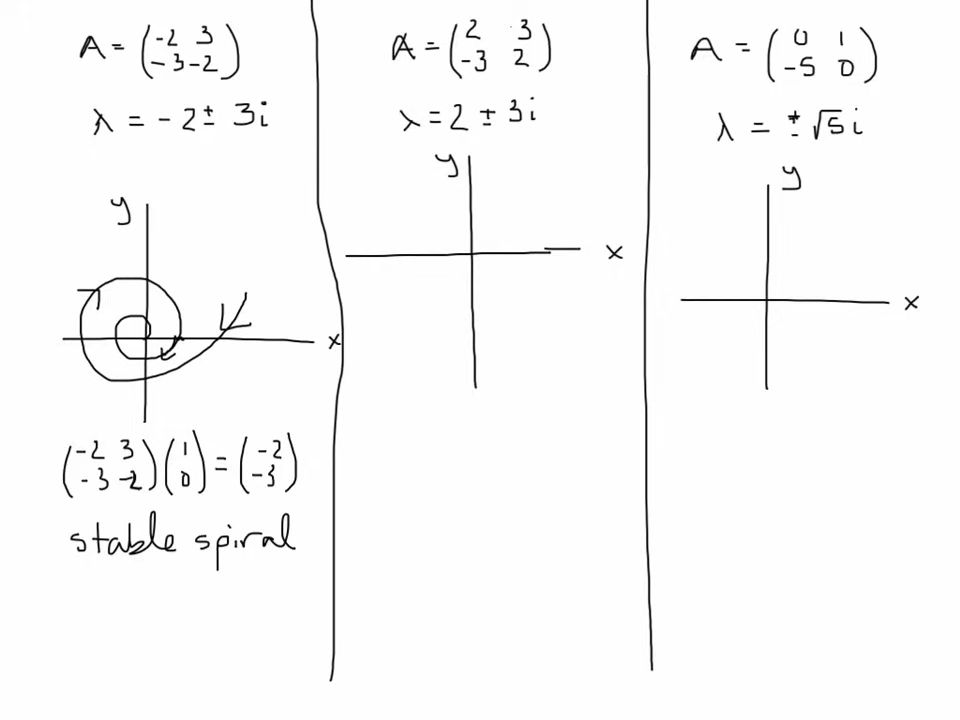 A = (-2 3
-3 -2)
λ = -2 ± 3i
y
x
(-2 3
-3 -2) (1
0) = (-2
-3)
stable spiral
A = (2 3
-3 2)
λ = 2 ± 3i
y
x
A = (0 1
-5 0)
λ = ± √5 i
y
x